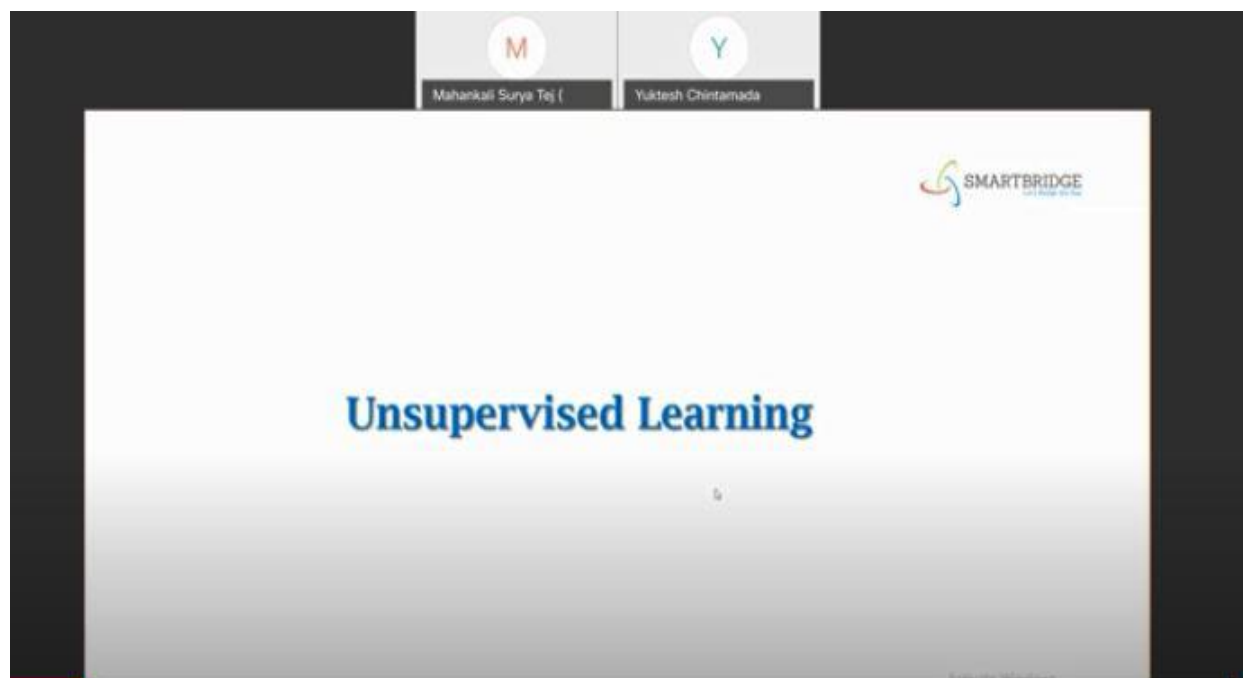 M
Y
Mahankali Surya Tej (
Yuktesh Chintamada
SMARTBRIDGE
Unsupervised Learning